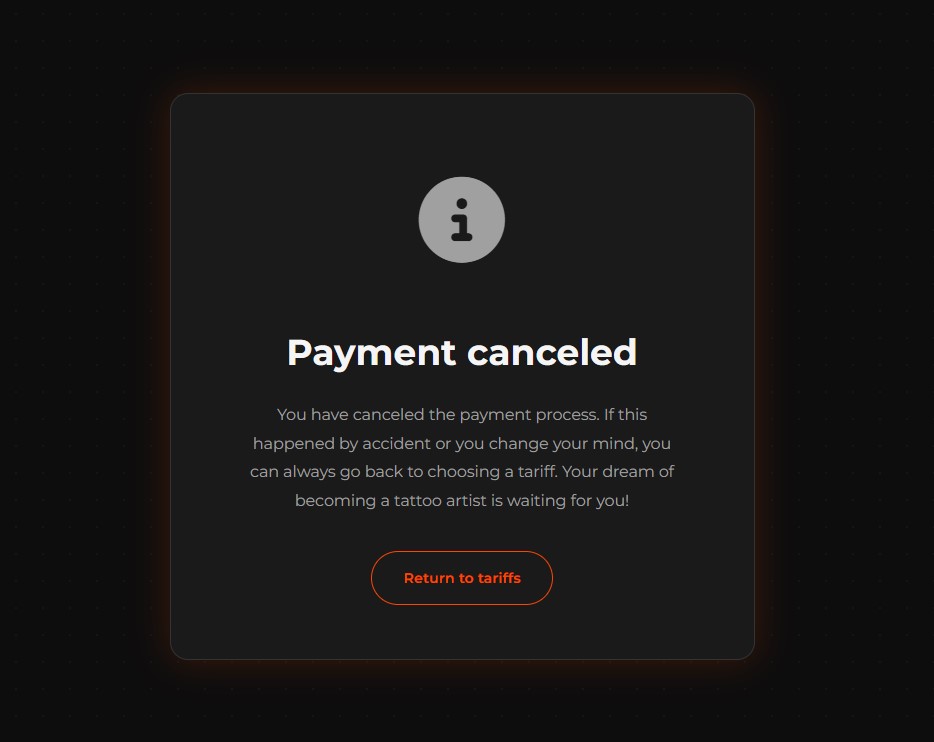 Payment canceled
You have canceled the payment process. If this
happened by accident or you change your mind, you
can always go back to choosing a tariff. Your dream of
becoming a tattoo artist is waiting for you!
Return to tariffs